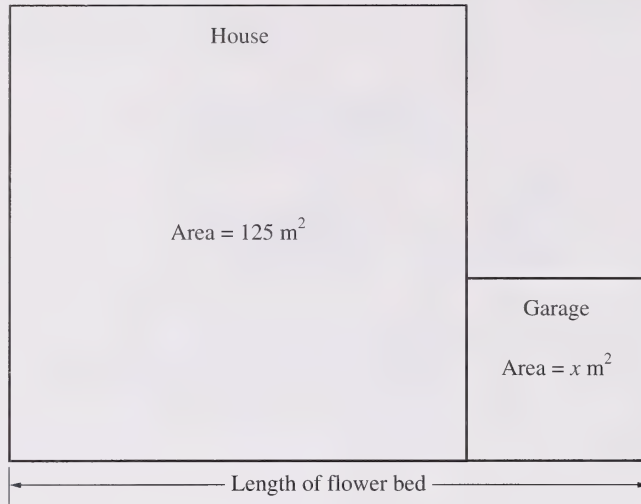 House
Area = 125 m²
Garage
Area = x m²
Length of flower bed